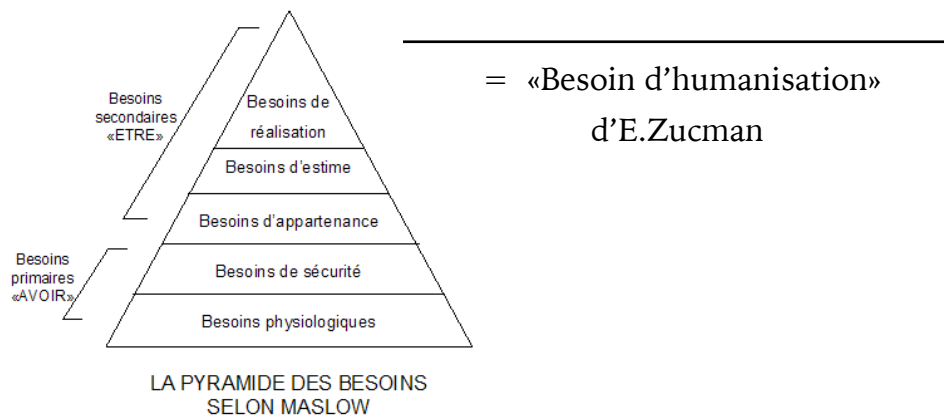 = «Besoin d’humanisation»
d’E.Zucman
Besoins
secondaires
«ETRE»
Besoins de
réalisation
Besoins d'estime
Besoins d'appartenance
Besoins
primaires
«AVOIR»
Besoins de sécurité
Besoins physiologiques
LA PYRAMIDE DES BESOINS
SELON MASLOW